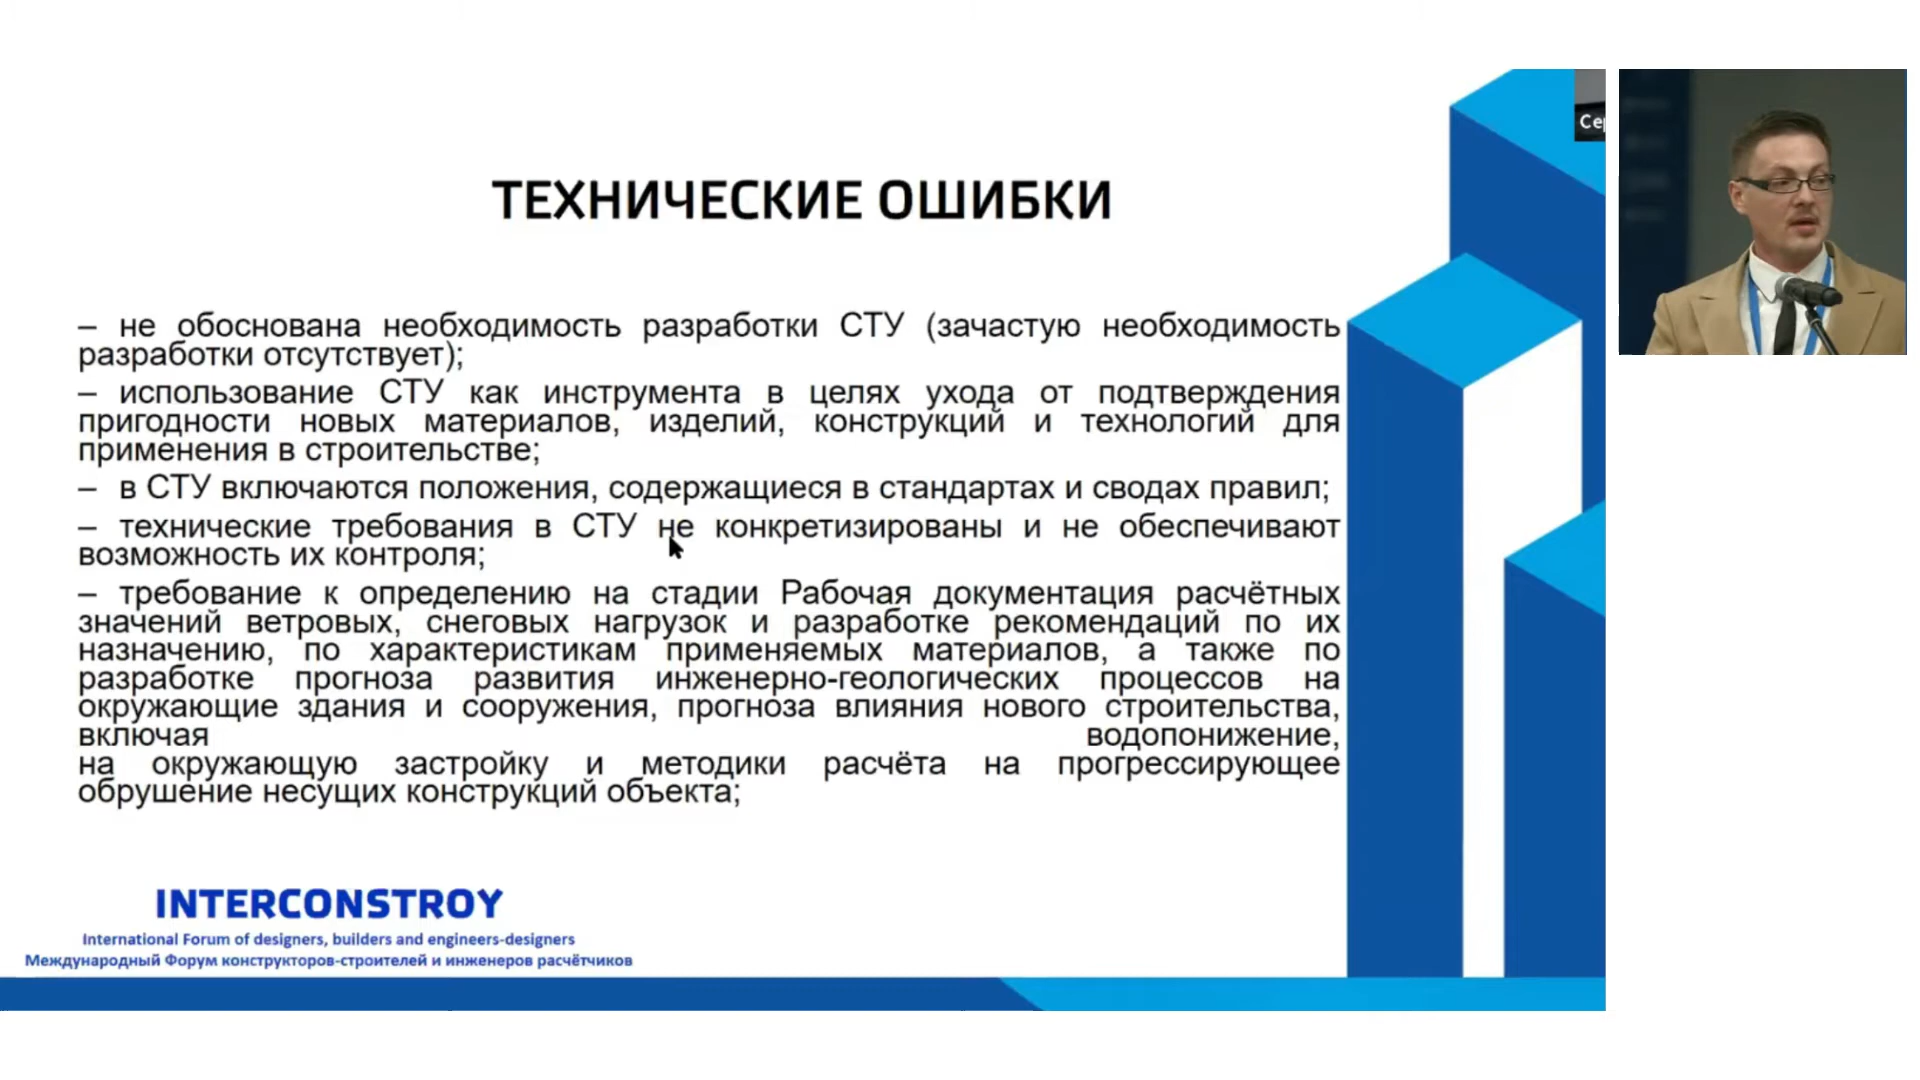 Сер
ТЕХНИЧЕСКИЕ ОШИБКИ
– не обоснована необходимость разработки СТУ (зачастую необходимость
разработки отсутствует);
– использование СТУ как инструмента в целях ухода от подтверждения
пригодности новых материалов, изделий, конструкций и технологий для
применения в строительстве;
– в СТУ включаются положения, содержащиеся в стандартах и сводах правил;
– технические требования в СТУ не конкретизированы и не обеспечивают
возможность их контроля;
– требование к определению на стадии Рабочая документация расчётных
значений ветровых, снеговых нагрузок и разработке рекомендаций по их
назначению, по характеристикам применяемых материалов, а также по
разработке прогноза развития инженерно-геологических процессов на
окружающие здания и сооружения, прогноза влияния нового строительства,
включая водопонижение,
на окружающую застройку и методики расчёта на прогрессирующее
обрушение несущих конструкций объекта;
INTERCONSTROY
International Forum of designers, builders and engineers-designers
Международный Форум конструкторов-строителей и инженеров расчётчиков